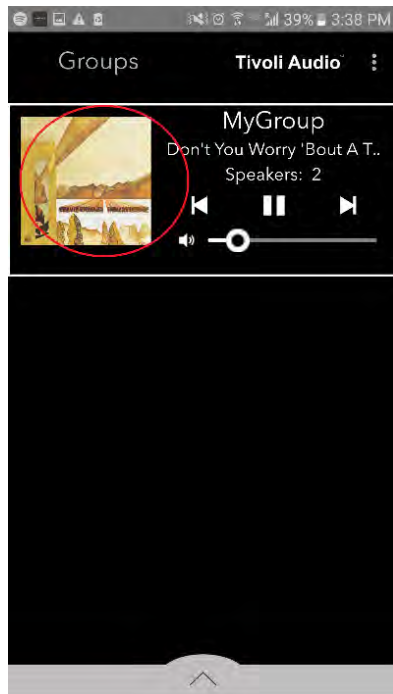 39% 3:38 PM
Groups Tivoli Audio
MyGroup
Don't You Worry 'Bout A T..
Speakers: 2